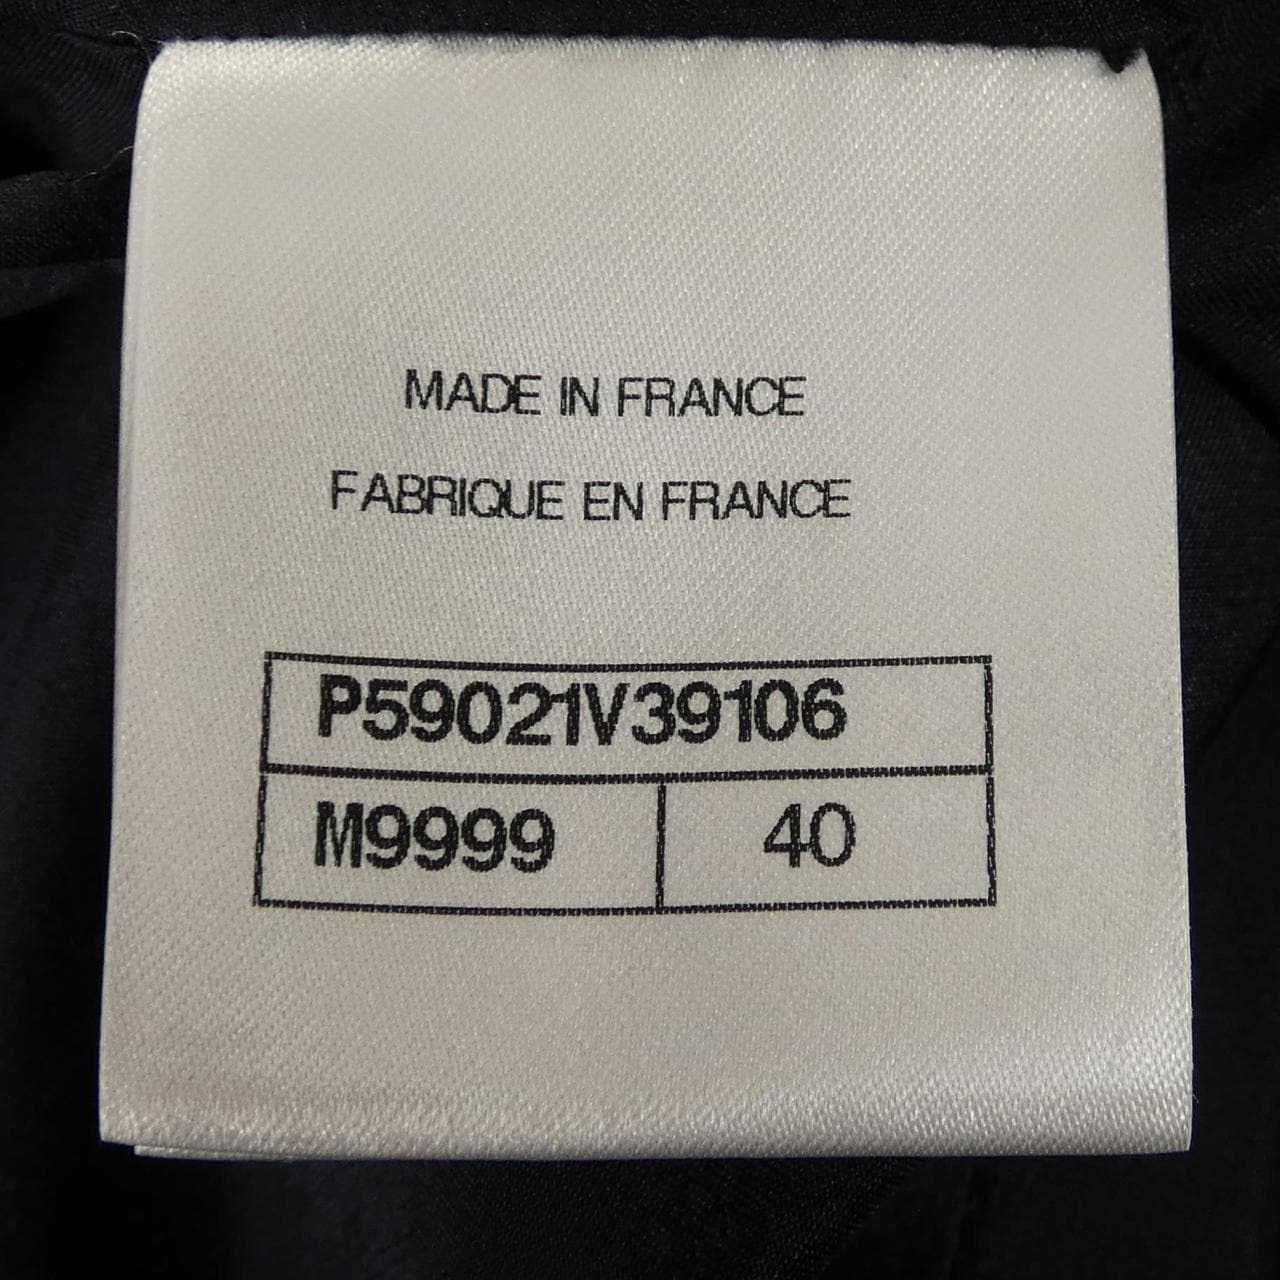 MADE IN FRANCE
FABRIQUE EN FRANCE
P59021V39106
M9999 40